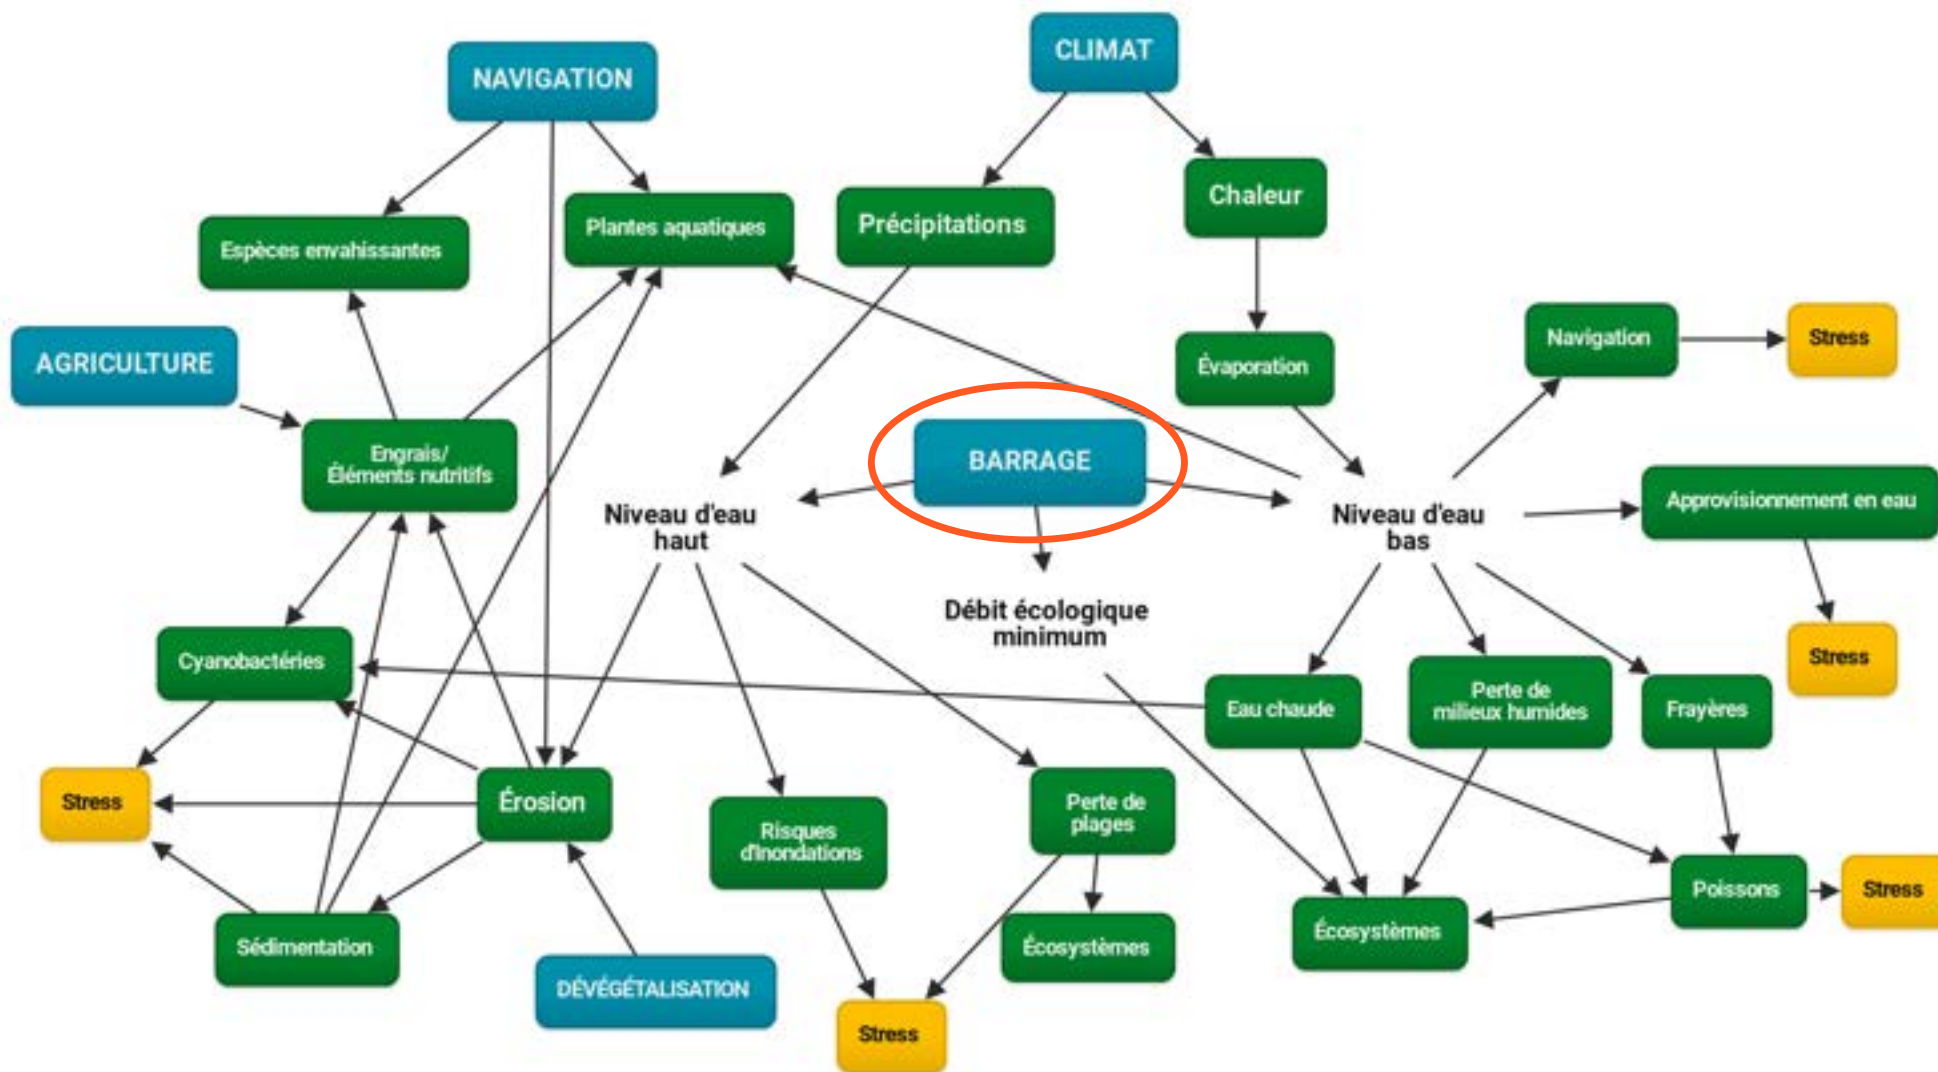 CLIMAT
NAVIGATION
Chaleur
Précipitations
Plantes aquatiques
Espèces envahissantes
Navigation
Stress
AGRICULTURE
Évaporation
BARRAGE
Engrais/
Éléments nutritifs
Approvisionnement en eau
Niveau d'eau
haut
Niveau d'eau
bas
Débit écologique
minimum
Cyanobactéries
Stress
Eau chaude
Perte de
milieux humides
Frayères
Stress
Érosion
Risques
d'inondations
Perte de
plages
Poissons
Stress
Écosystèmes
Sédimentation
Écosystèmes
DÉVÉGÉTALISATION
Stress